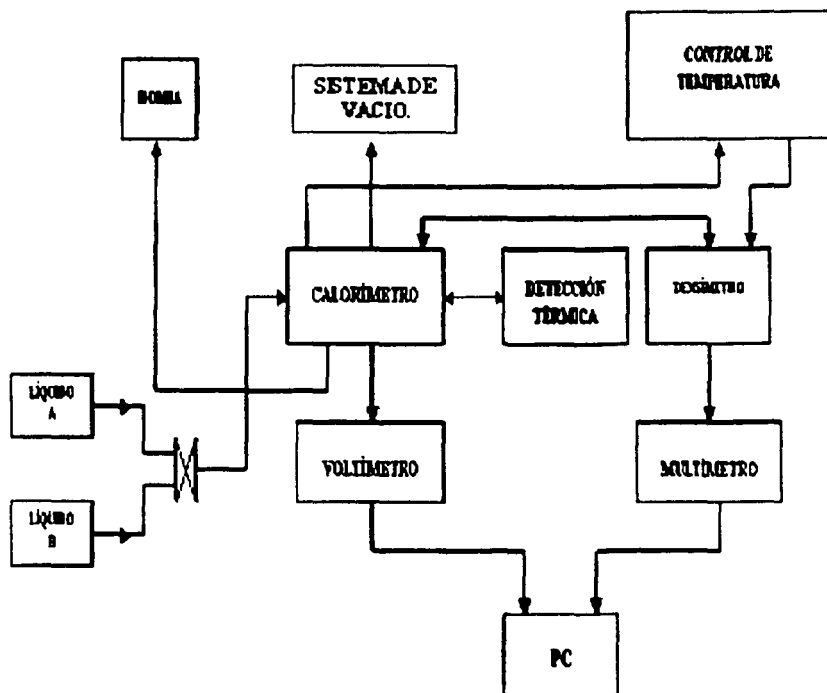 BOMBA
SISTEMA DE
VACIO.
CONTROL DE
TEMPERATURA
CALORÍMETRO
DETECCIÓN
TÉRMICA
DENSÍMETRO
LÍQUIDO
A
LÍQUIDO
B
VOLTÍMETRO
MULTÍMETRO
PC